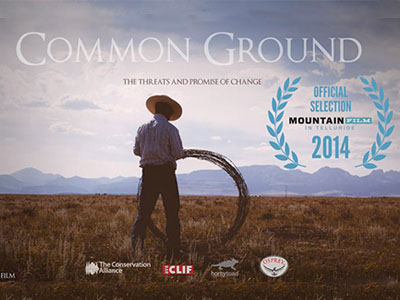 COMMON GROUND
THE THREATS AND PROMISE OF CHANGE
OFFICIAL
SELECTION
MOUNTAINFILM
IN TELLURIDE
2014
FILM
The Conservation
Alliance
CLIF
hornytoad
OSPREY